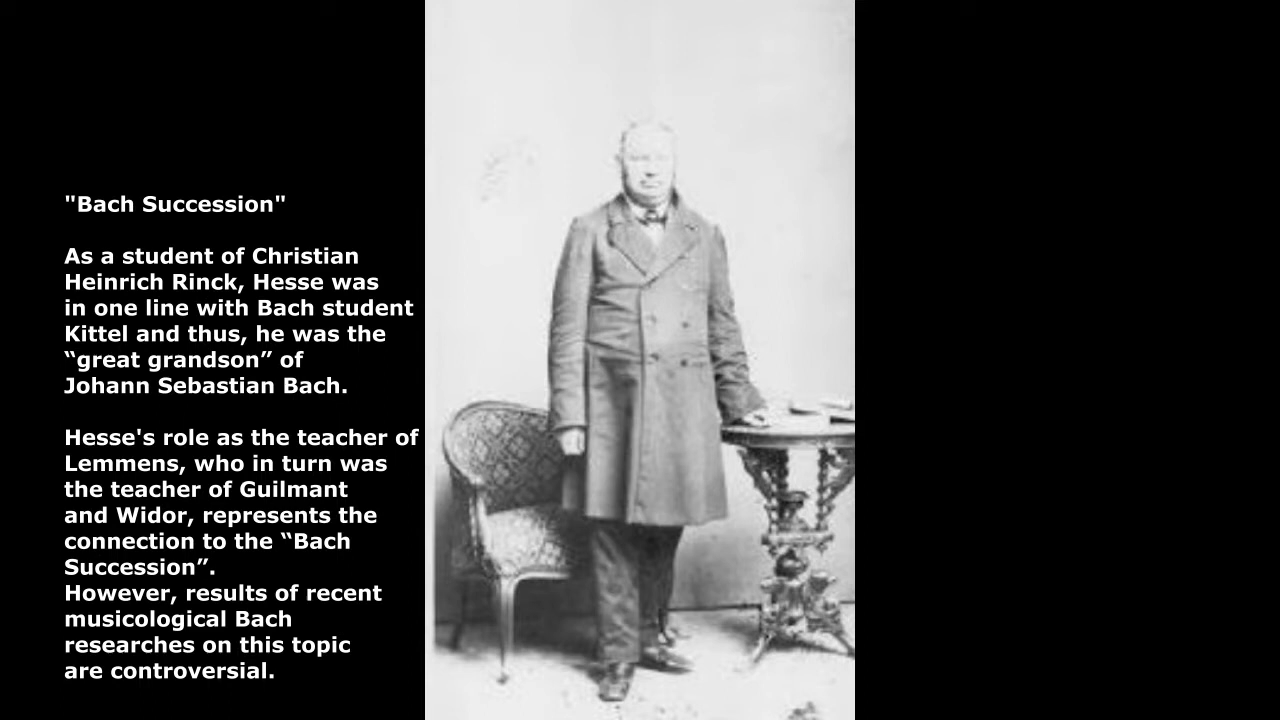 "Bach Succession"
As a student of Christian
Heinrich Rinck, Hesse was
in one line with Bach student
Kittel and thus, he was the
“great grandson” of
Johann Sebastian Bach.
Hesse's role as the teacher of
Lemmens, who in turn was
the teacher of Guilmant
and Widor, represents the
connection to the “Bach
Succession”.
However, results of recent
musicological Bach
researches on this topic
are controversial.